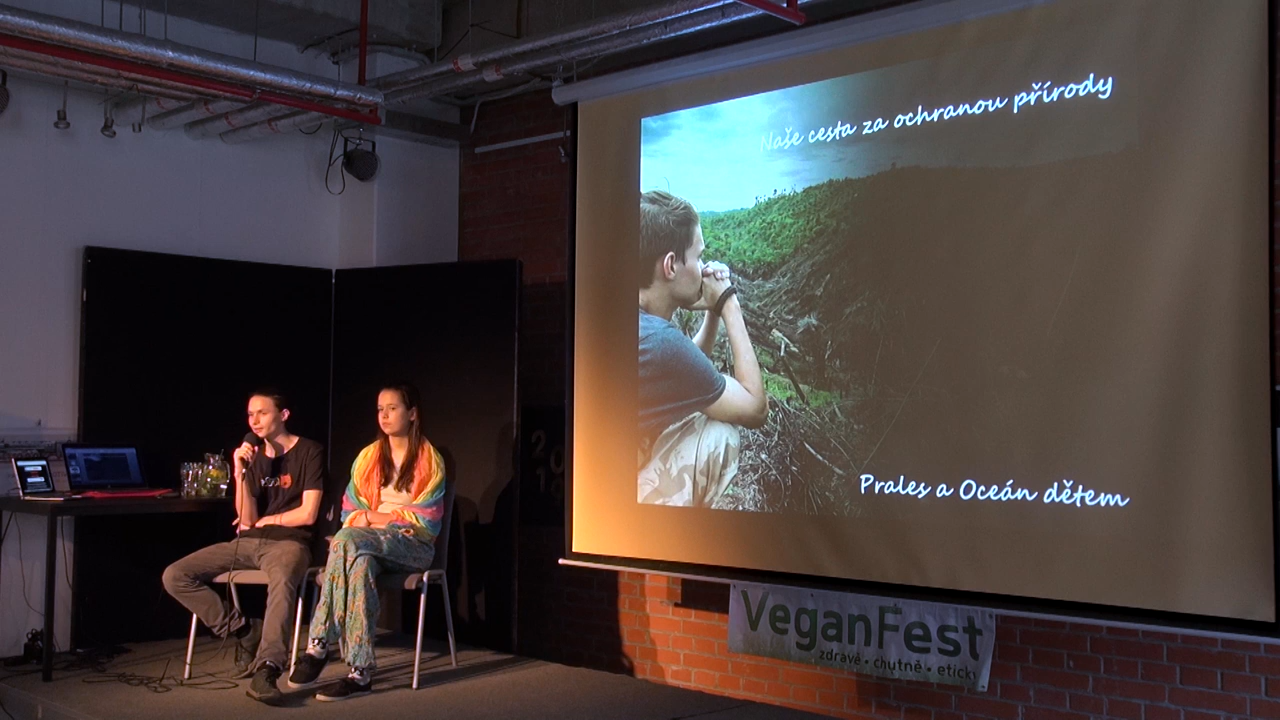 Naše cesta za ochranou přírody
Prales a Oceán dětem
VeganFest
zdravě • chutně • eticky